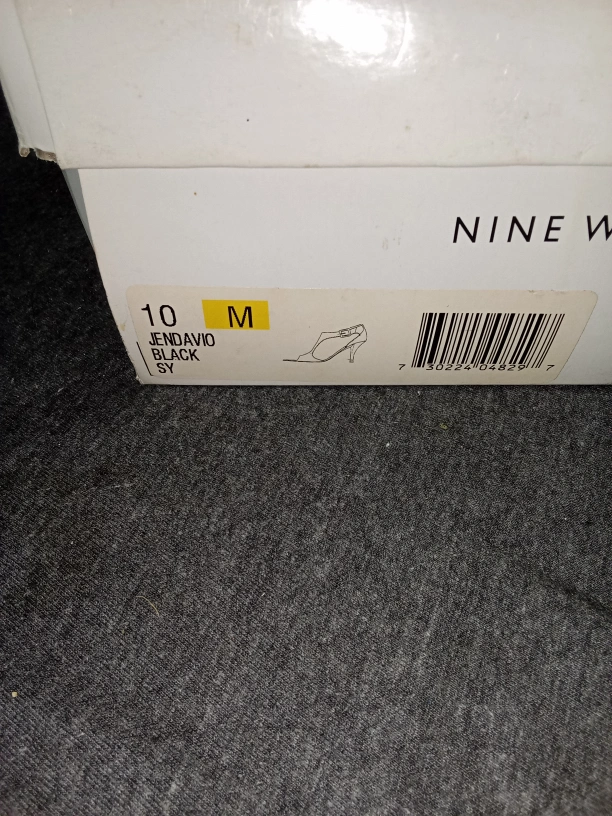 NINE W
10 M
JENDAVIO
BLACK
SY
7 30224 04829 7